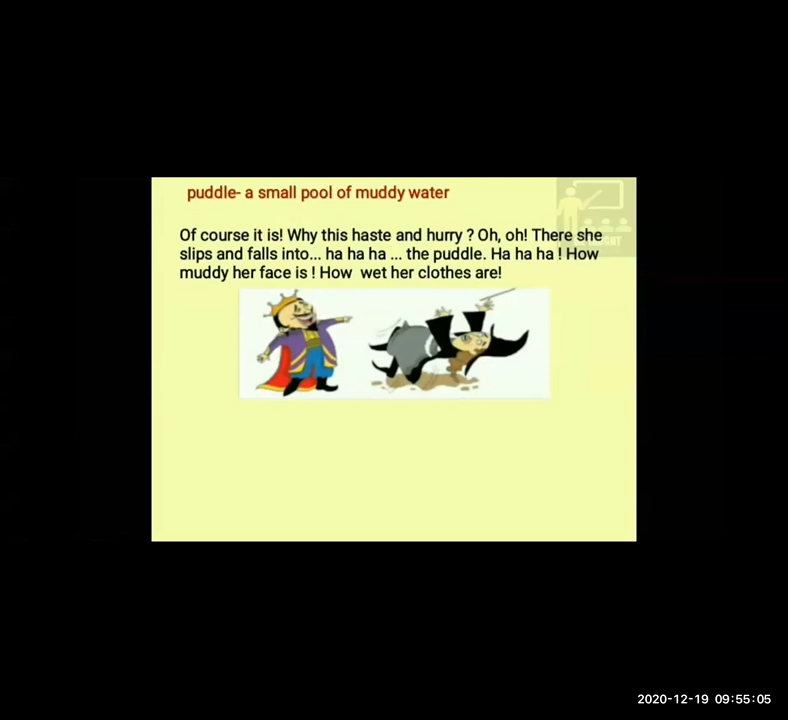 puddle- a small pool of muddy water
Of course it is! Why this haste and hurry ? Oh, oh! There she
slips and falls into... ha ha ha ... the puddle. Ha ha ha ! How
muddy her face is ! How  wet her clothes are!
2020-12-19 09:55:05